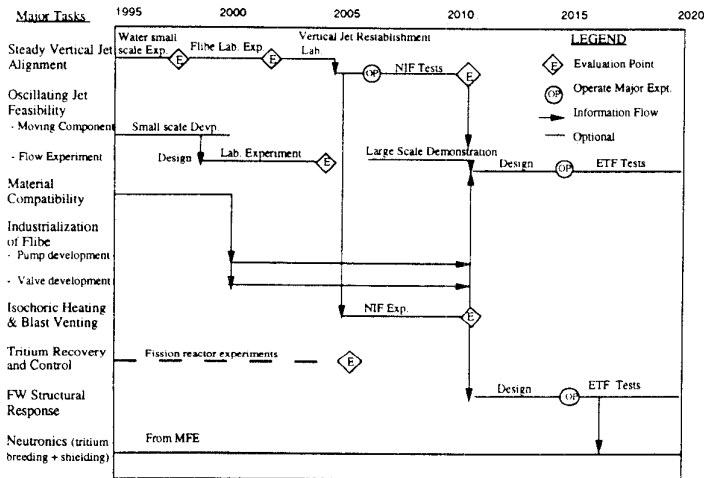 Major Tasks
1995 2000 2005 2010 2015 2020
Water small
scale Exp.
Flibe Lab. Exp.
Vertical Jet Restablishment
Lab.
LEGEND
Steady Vertical Jet
Alignment
E
E
OP
NIF Tests
E
E
Evaluation Point
OP
Operate Major Expt.
Information Flow
Optional
Oscillating Jet
Feasibility
- Moving Component
Small scale Devp.
- Flow Experiment
Design
Lab. Experiment
E
Large Scale Demonstration
Design
OP
ETF Tests
Material
Compatibility
Industrialization
of Flibe
- Pump development
- Valve development
Isochoric Heating
& Blast Venting
NIF Exp.
E
Tritium Recovery
and Control
Fission reactor experiments
E
FW Structural
Response
Design
OP
ETF Tests
Neutronics (tritium
breeding + shielding)
From MFE